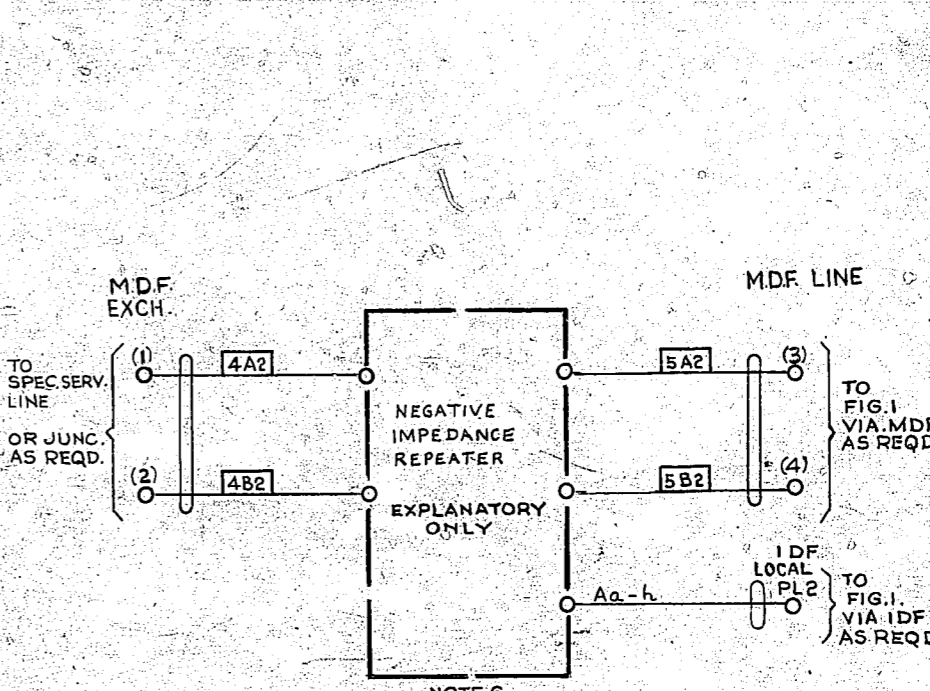 M.D.F.
EXCH.
TO
SPEC.SERV.
LINE
OR JUNC.
AS REQD.
(1)
4A2
(2)
4B2
NEGATIVE
IMPEDANCE
REPEATER
EXPLANATORY
ONLY
M.D.F. LINE
5A2
(3)
5B2
(4)
TO
FIG.1
VIA.MDF
AS REQD
Aa-h
IDF
LOCAL
PL2
TO
FIG.1.
VIA IDF
AS REQD